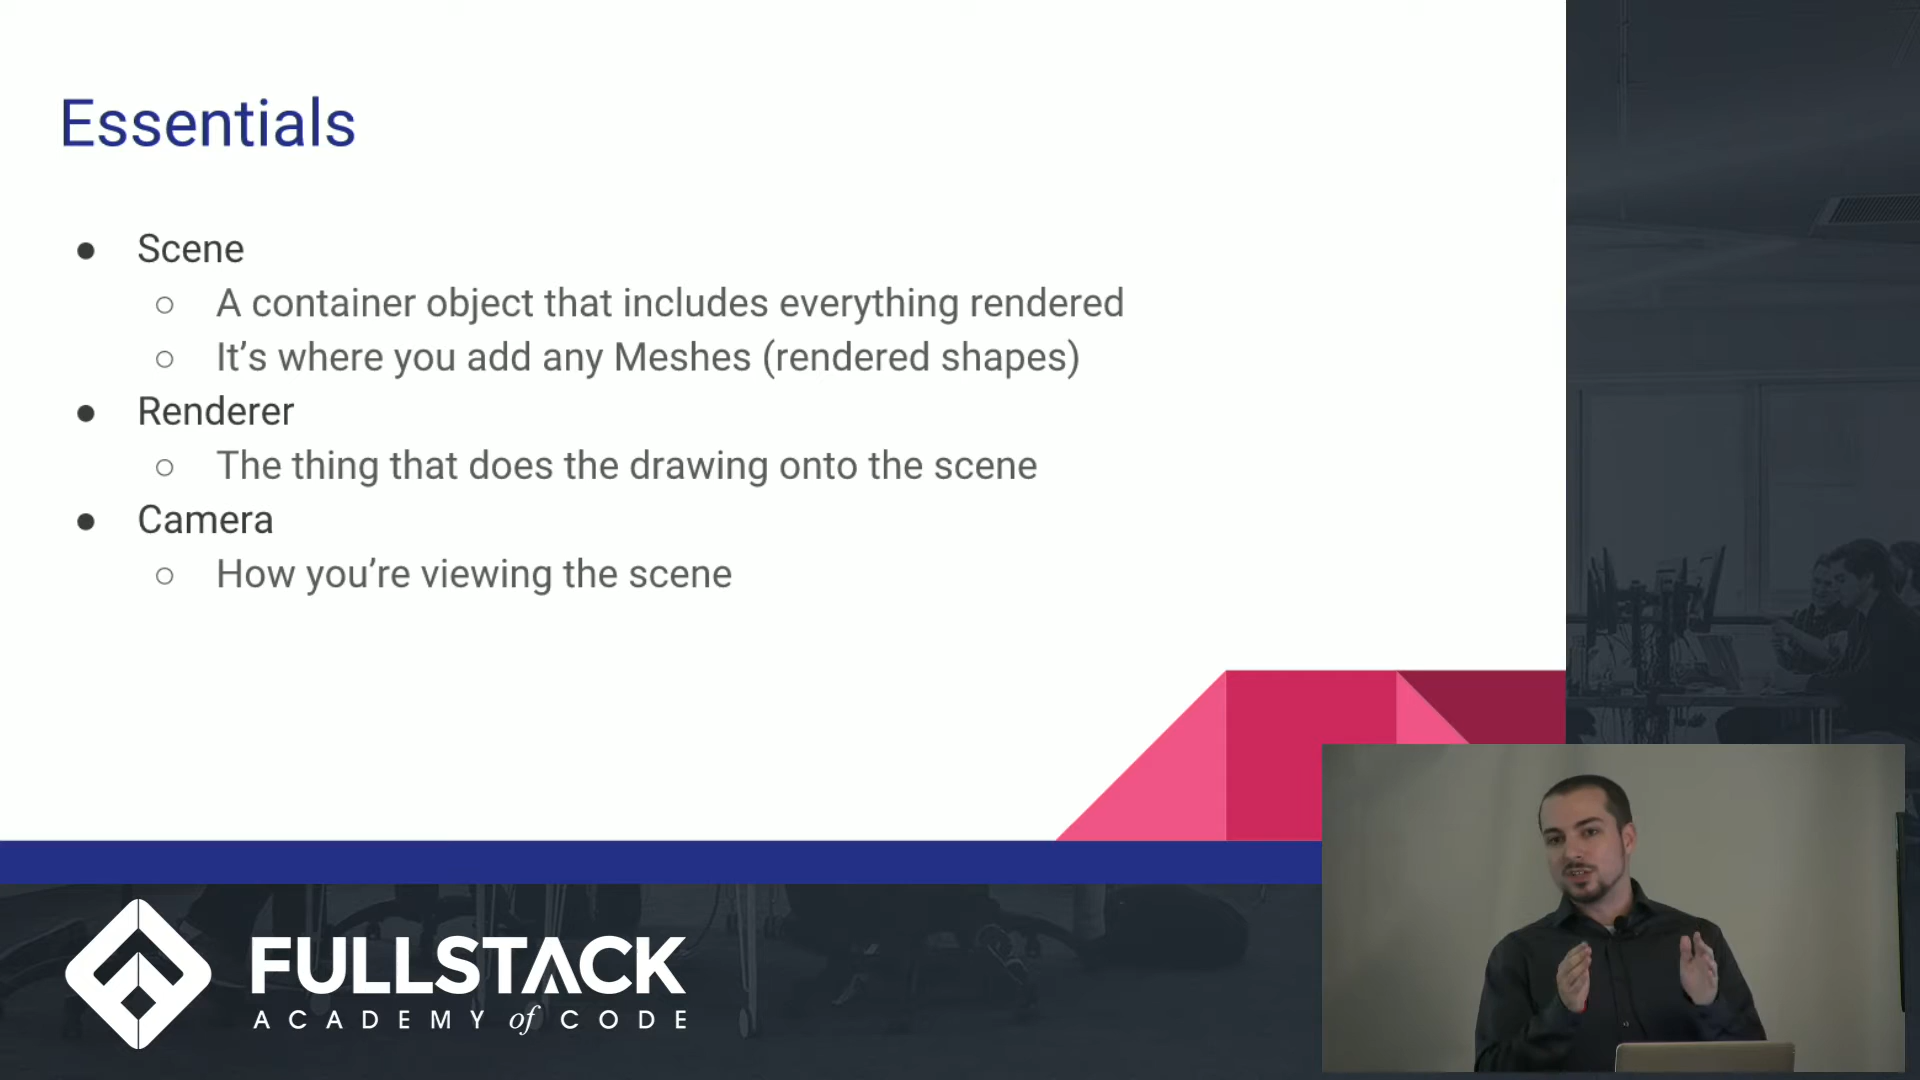 Essentials
● Scene
○ A container object that includes everything rendered
○ It’s where you add any Meshes (rendered shapes)
● Renderer
○ The thing that does the drawing onto the scene
● Camera
○ How you’re viewing the scene
FULLSTACK
ACADEMY of CODE